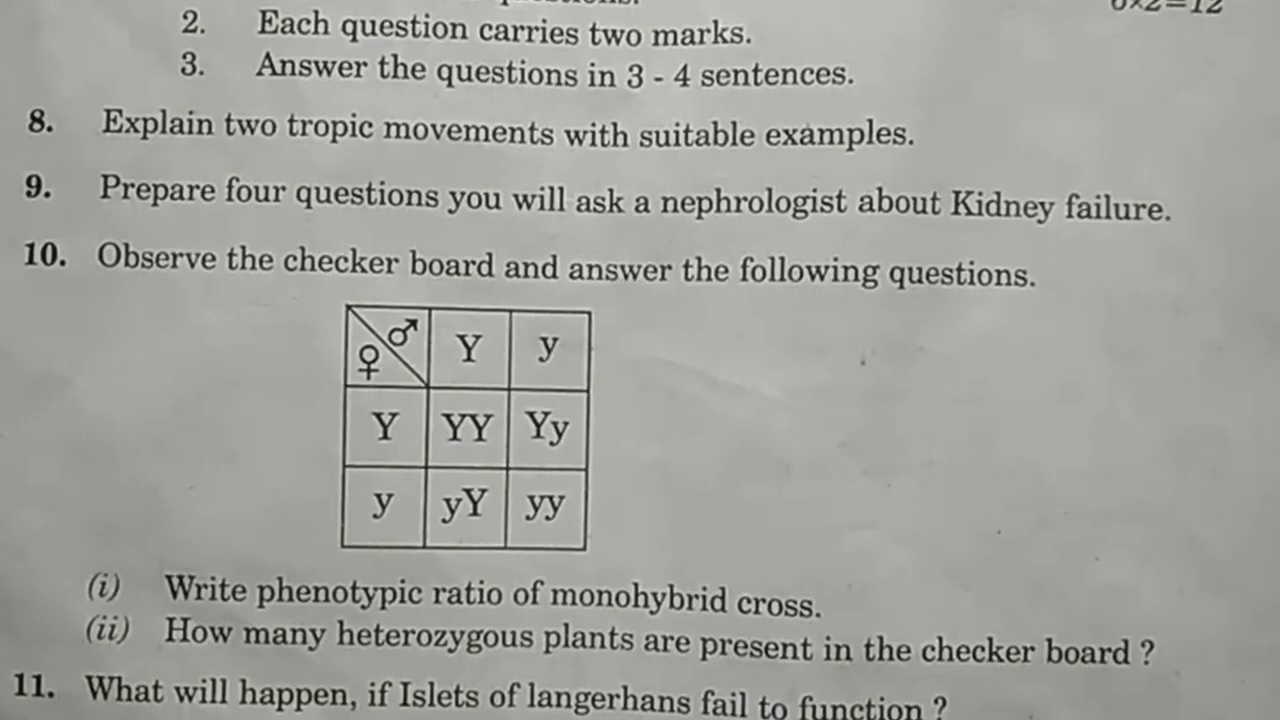 2. Each question carries two marks.
3. Answer the questions in 3 - 4 sentences.
8. Explain two tropic movements with suitable examples.
9. Prepare four questions you will ask a nephrologist about Kidney failure.
10. Observe the checker board and answer the following questions.
♀ ♂ Y y
Y YY Yy
y yY yy
(i) Write phenotypic ratio of monohybrid cross.
(ii) How many heterozygous plants are present in the checker board ?
11. What will happen, if Islets of langerhans fail to function ?